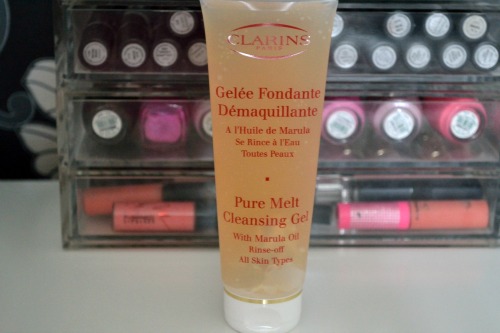 CLARINS
PARIS
Gelée Fondante
Démaquillante
A l'Huile de Marula
Se Rince à l'Eau
Toutes Peaux
Pure Melt
Cleansing Gel
With Marula Oil
Rinse-off
All Skin Types